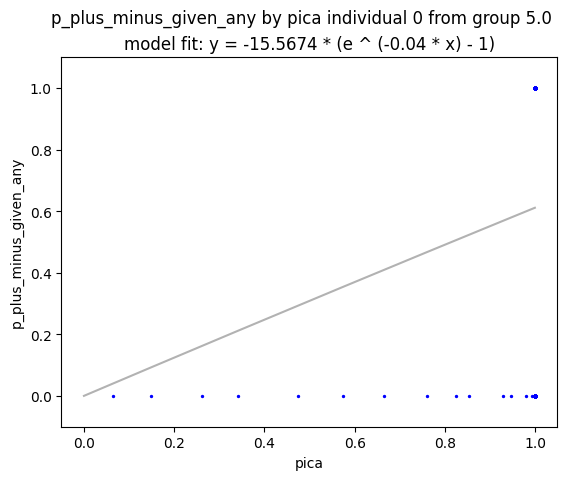 p_plus_minus_given_any by pica individual 0 from group 5.0
model fit: y = -15.5674 * (e ^ (-0.04 * x) - 1)
1.0
0.8
0.6
0.4
0.2
0.0
p_plus_minus_given_any
0.0 0.2 0.4 0.6 0.8 1.0
pica